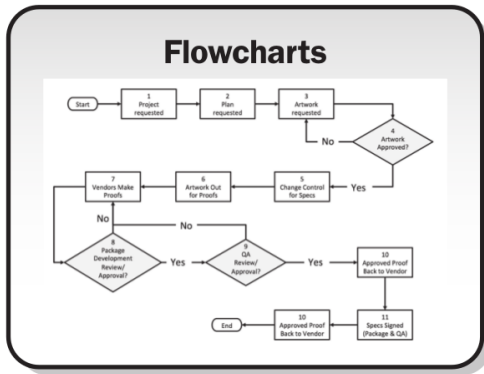 Flowcharts
Start
1
Project
requested
2
Plan
requested
3
Artwork
requested
4
Artwork
Approved?
No
Yes
5
Change Control
for Specs
6
Artwork Out
for Proofs
7
Vendors Make
Proofs
No
No
8
Package
Development
Review/
Approval?
Yes
9
QA
Review/
Approval?
Yes
10
Approved Proof
Back to Vendor
11
Specs Signed
(Package & QA)
10
Approved Proof
Back to Vendor
End